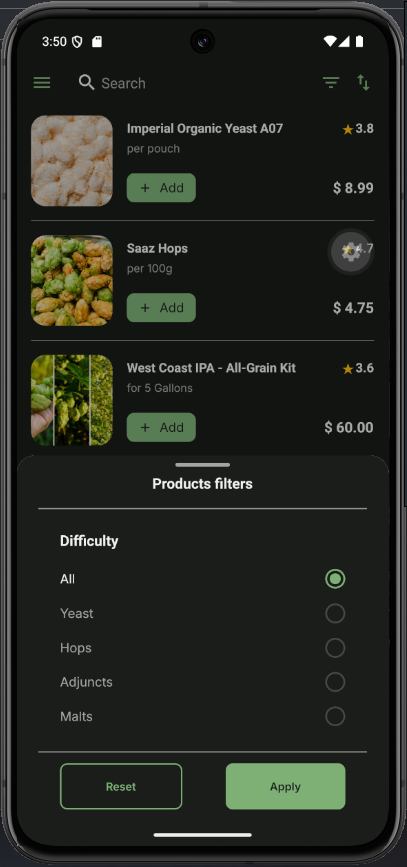 3:50
Search
Imperial Organic Yeast A07
★3.8
per pouch
+ Add
$ 8.99
Saaz Hops
4.7
per 100g
+ Add
$ 4.75
West Coast IPA - All-Grain Kit
★3.6
for 5 Gallons
+ Add
$ 60.00
Products filters
Difficulty
All
Yeast
Hops
Adjuncts
Malts
Reset
Apply